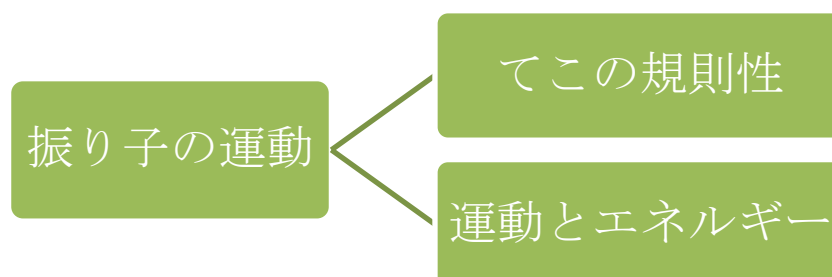 振り子の運動
てこの規則性
運動とエネルギー